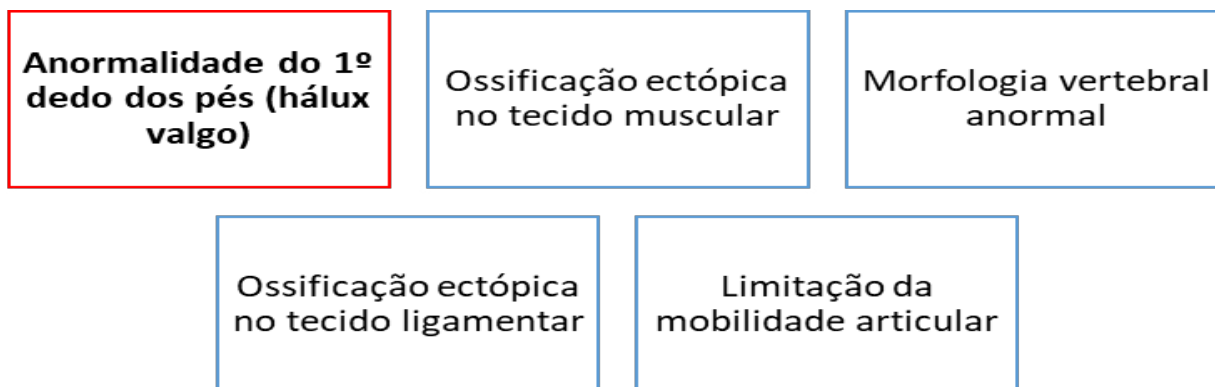 Anormalidade do 1º
dedo dos pés (hálux
valgo)
Ossificação ectópica
no tecido muscular
Morfologia vertebral
anormal
Ossificação ectópica
no tecido ligamentar
Limitação da
mobilidade articular